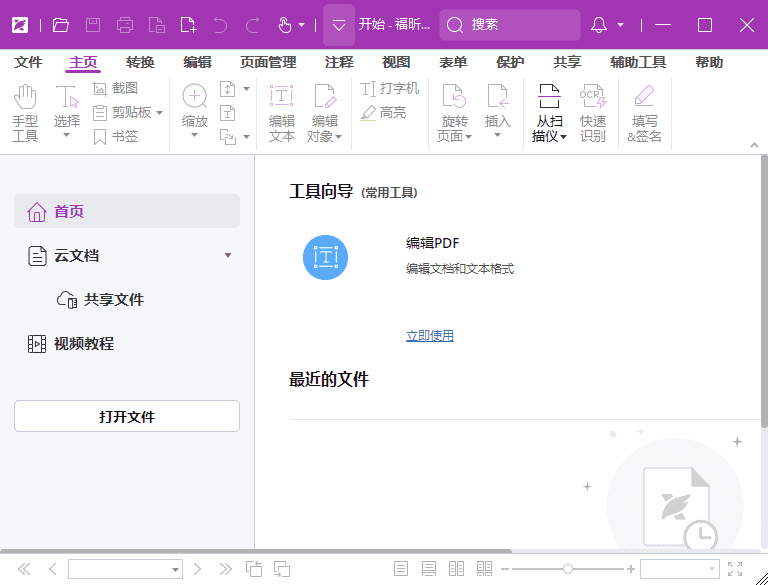 开始 - 福昕... 搜索
文件 主页 转换 编辑 页面管理 注释 视图 表单 保护 共享 辅助工具 帮助
手型工具 选择 截图 剪贴板 书签 缩放 编辑文本 编辑对象 打字机 高亮 旋转页面 插入 从扫描仪 快速识别 填写&签名
OCR
首页
云文档
共享文件
视频教程
打开文件
工具向导 (常用工具)
编辑PDF
编辑文档和文本格式
立即使用
最近的文件